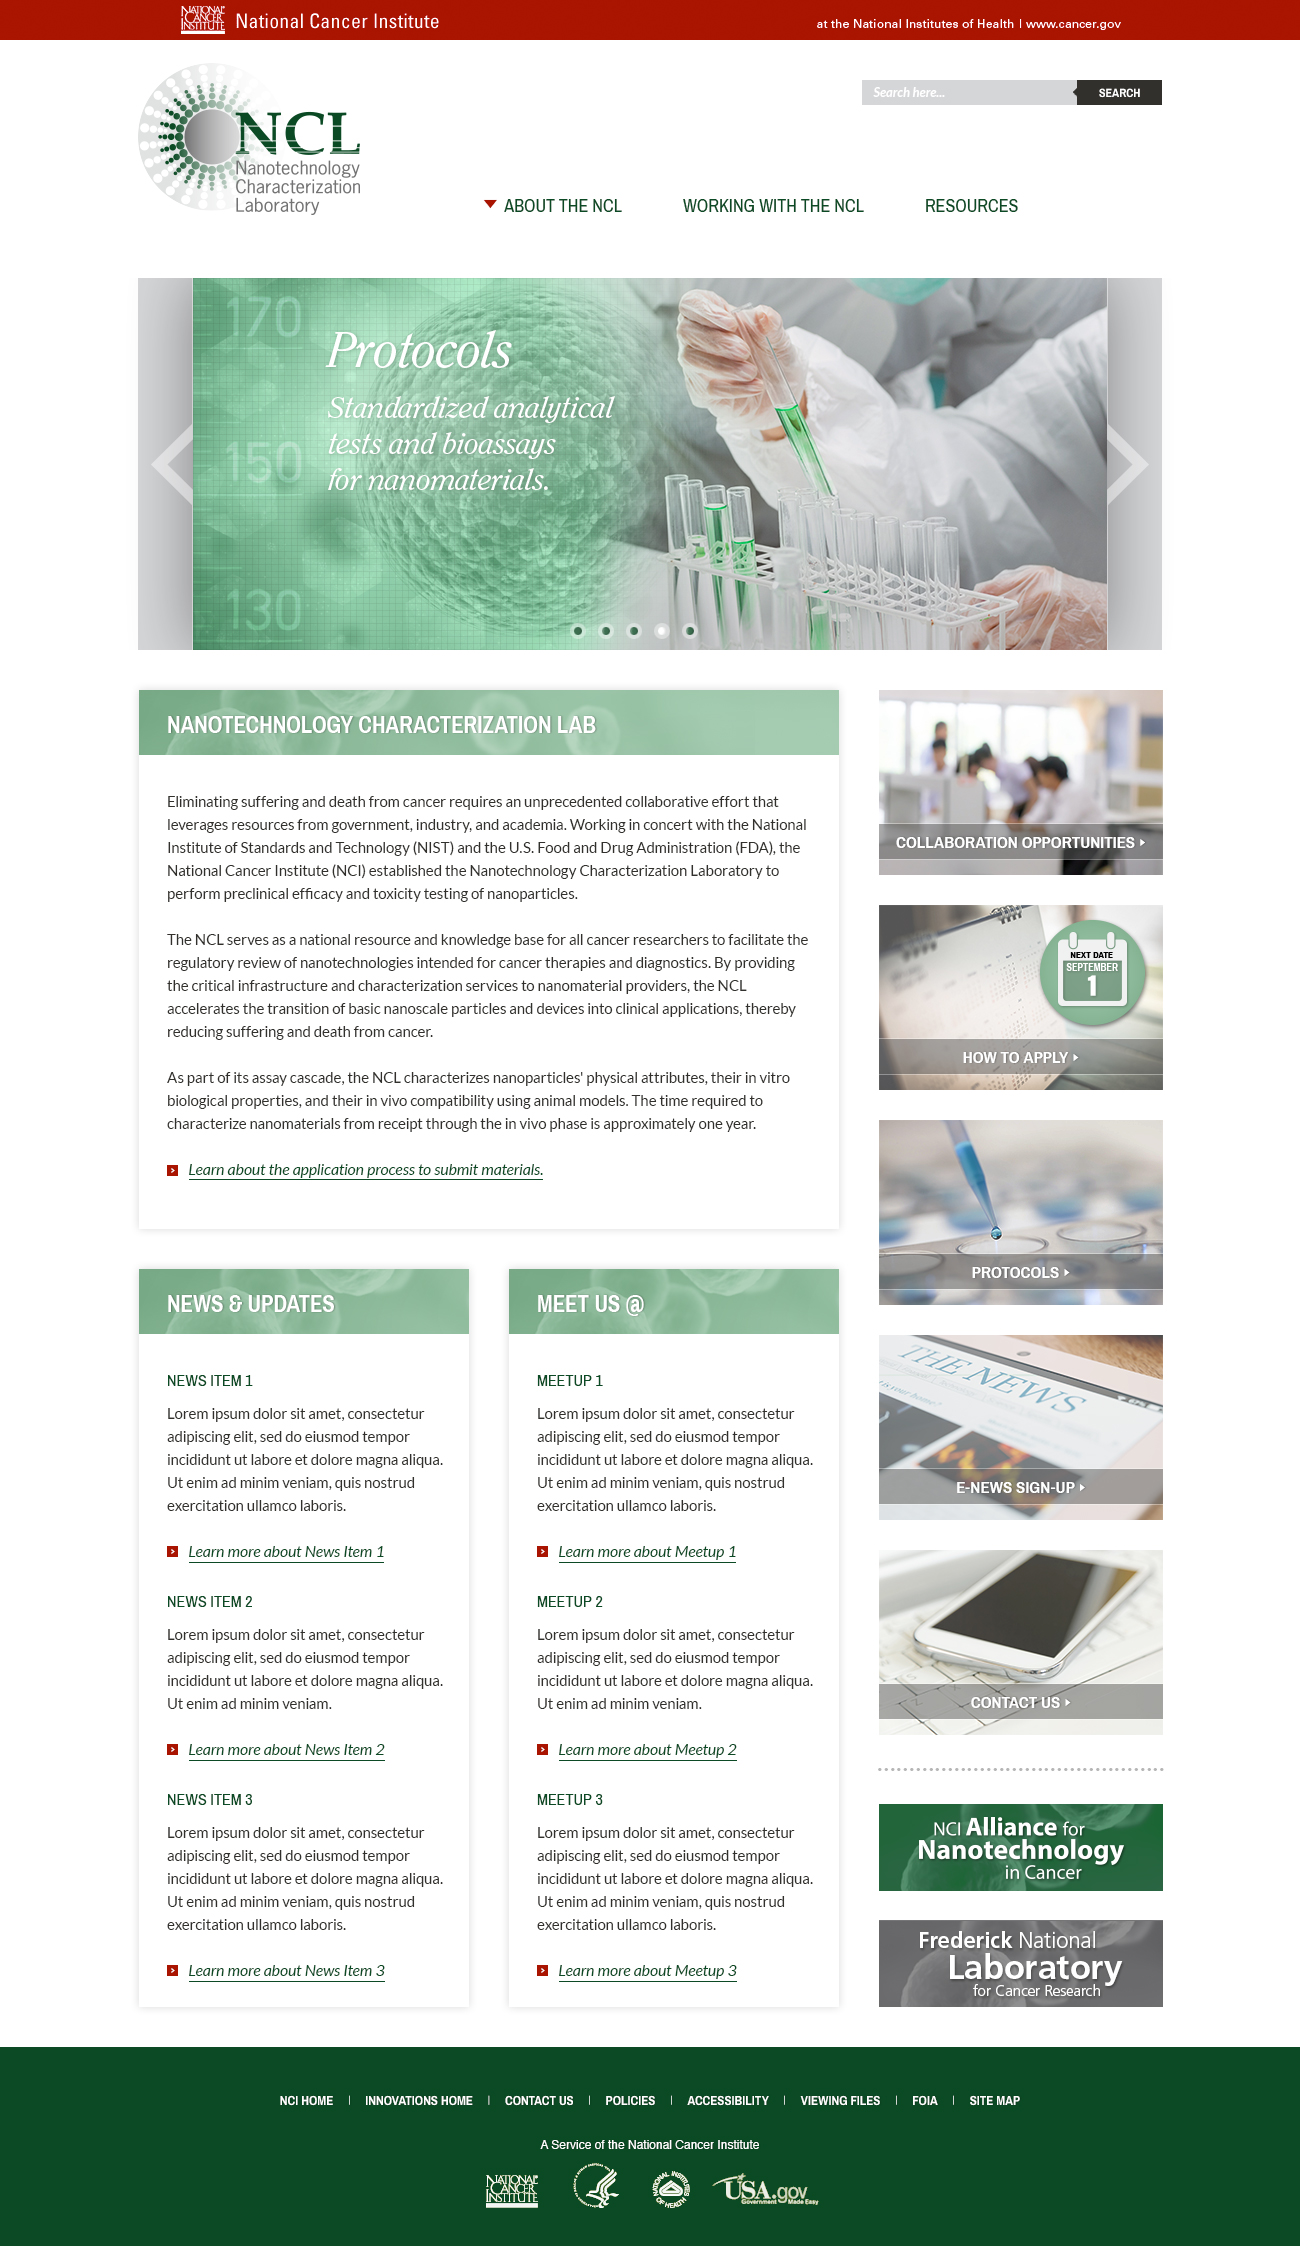 NATIONAL
CANCER
INSTITUTE
National Cancer Institute
at the National Institutes of Health | www.cancer.gov
Search here...
SEARCH
NCL
Nanotechnology
Characterization
Laboratory
ABOUT THE NCL
WORKING WITH THE NCL
RESOURCES
170
150
130
Protocols
Standardized analytical
tests and bioassays
for nanomaterials.
NANOTECHNOLOGY CHARACTERIZATION LAB
Eliminating suffering and death from cancer requires an unprecedented collaborative effort that
leverages resources from government, industry, and academia. Working in concert with the National
Institute of Standards and Technology (NIST) and the U.S. Food and Drug Administration (FDA), the
National Cancer Institute (NCI) established the Nanotechnology Characterization Laboratory to
perform preclinical efficacy and toxicity testing of nanoparticles.
The NCL serves as a national resource and knowledge base for all cancer researchers to facilitate the
regulatory review of nanotechnologies intended for cancer therapies and diagnostics. By providing
the critical infrastructure and characterization services to nanomaterial providers, the NCL
accelerates the transition of basic nanoscale particles and devices into clinical applications, thereby
reducing suffering and death from cancer.
As part of its assay cascade, the NCL characterizes nanoparticles' physical attributes, their in vitro
biological properties, and their in vivo compatibility using animal models. The time required to
characterize nanomaterials from receipt through the in vivo phase is approximately one year.
Learn about the application process to submit materials.
NEWS & UPDATES
NEWS ITEM 1
Lorem ipsum dolor sit amet, consectetur
adipiscing elit, sed do eiusmod tempor
incididunt ut labore et dolore magna aliqua.
Ut enim ad minim veniam, quis nostrud
exercitation ullamco laboris.
Learn more about News Item 1
NEWS ITEM 2
Lorem ipsum dolor sit amet, consectetur
adipiscing elit, sed do eiusmod tempor
incididunt ut labore et dolore magna aliqua.
Ut enim ad minim veniam.
Learn more about News Item 2
NEWS ITEM 3
Lorem ipsum dolor sit amet, consectetur
adipiscing elit, sed do eiusmod tempor
incididunt ut labore et dolore magna aliqua.
Ut enim ad minim veniam, quis nostrud
exercitation ullamco laboris.
Learn more about News Item 3
MEET US @
MEETUP 1
Lorem ipsum dolor sit amet, consectetur
adipiscing elit, sed do eiusmod tempor
incididunt ut labore et dolore magna aliqua.
Ut enim ad minim veniam, quis nostrud
exercitation ullamco laboris.
Learn more about Meetup 1
MEETUP 2
Lorem ipsum dolor sit amet, consectetur
adipiscing elit, sed do eiusmod tempor
incididunt ut labore et dolore magna aliqua.
Ut enim ad minim veniam.
Learn more about Meetup 2
MEETUP 3
Lorem ipsum dolor sit amet, consectetur
adipiscing elit, sed do eiusmod tempor
incididunt ut labore et dolore magna aliqua.
Ut enim ad minim veniam, quis nostrud
exercitation ullamco laboris.
Learn more about Meetup 3
COLLABORATION OPPORTUNITIES
NEXT DATE
SEPTEMBER
1
HOW TO APPLY
PROTOCOLS
THE NEWS
E-NEWS SIGN-UP
CONTACT US
NCI Alliance for
Nanotechnology
in Cancer
Frederick National
Laboratory
for Cancer Research
NCI HOME | INNOVATIONS HOME | CONTACT US | POLICIES | ACCESSIBILITY | VIEWING FILES | FOIA | SITE MAP
A Service of the National Cancer Institute
NATIONAL
CANCER
INSTITUTE
NATIONAL INSTITUTES
OF HEALTH
USA.gov
Government Made Easy